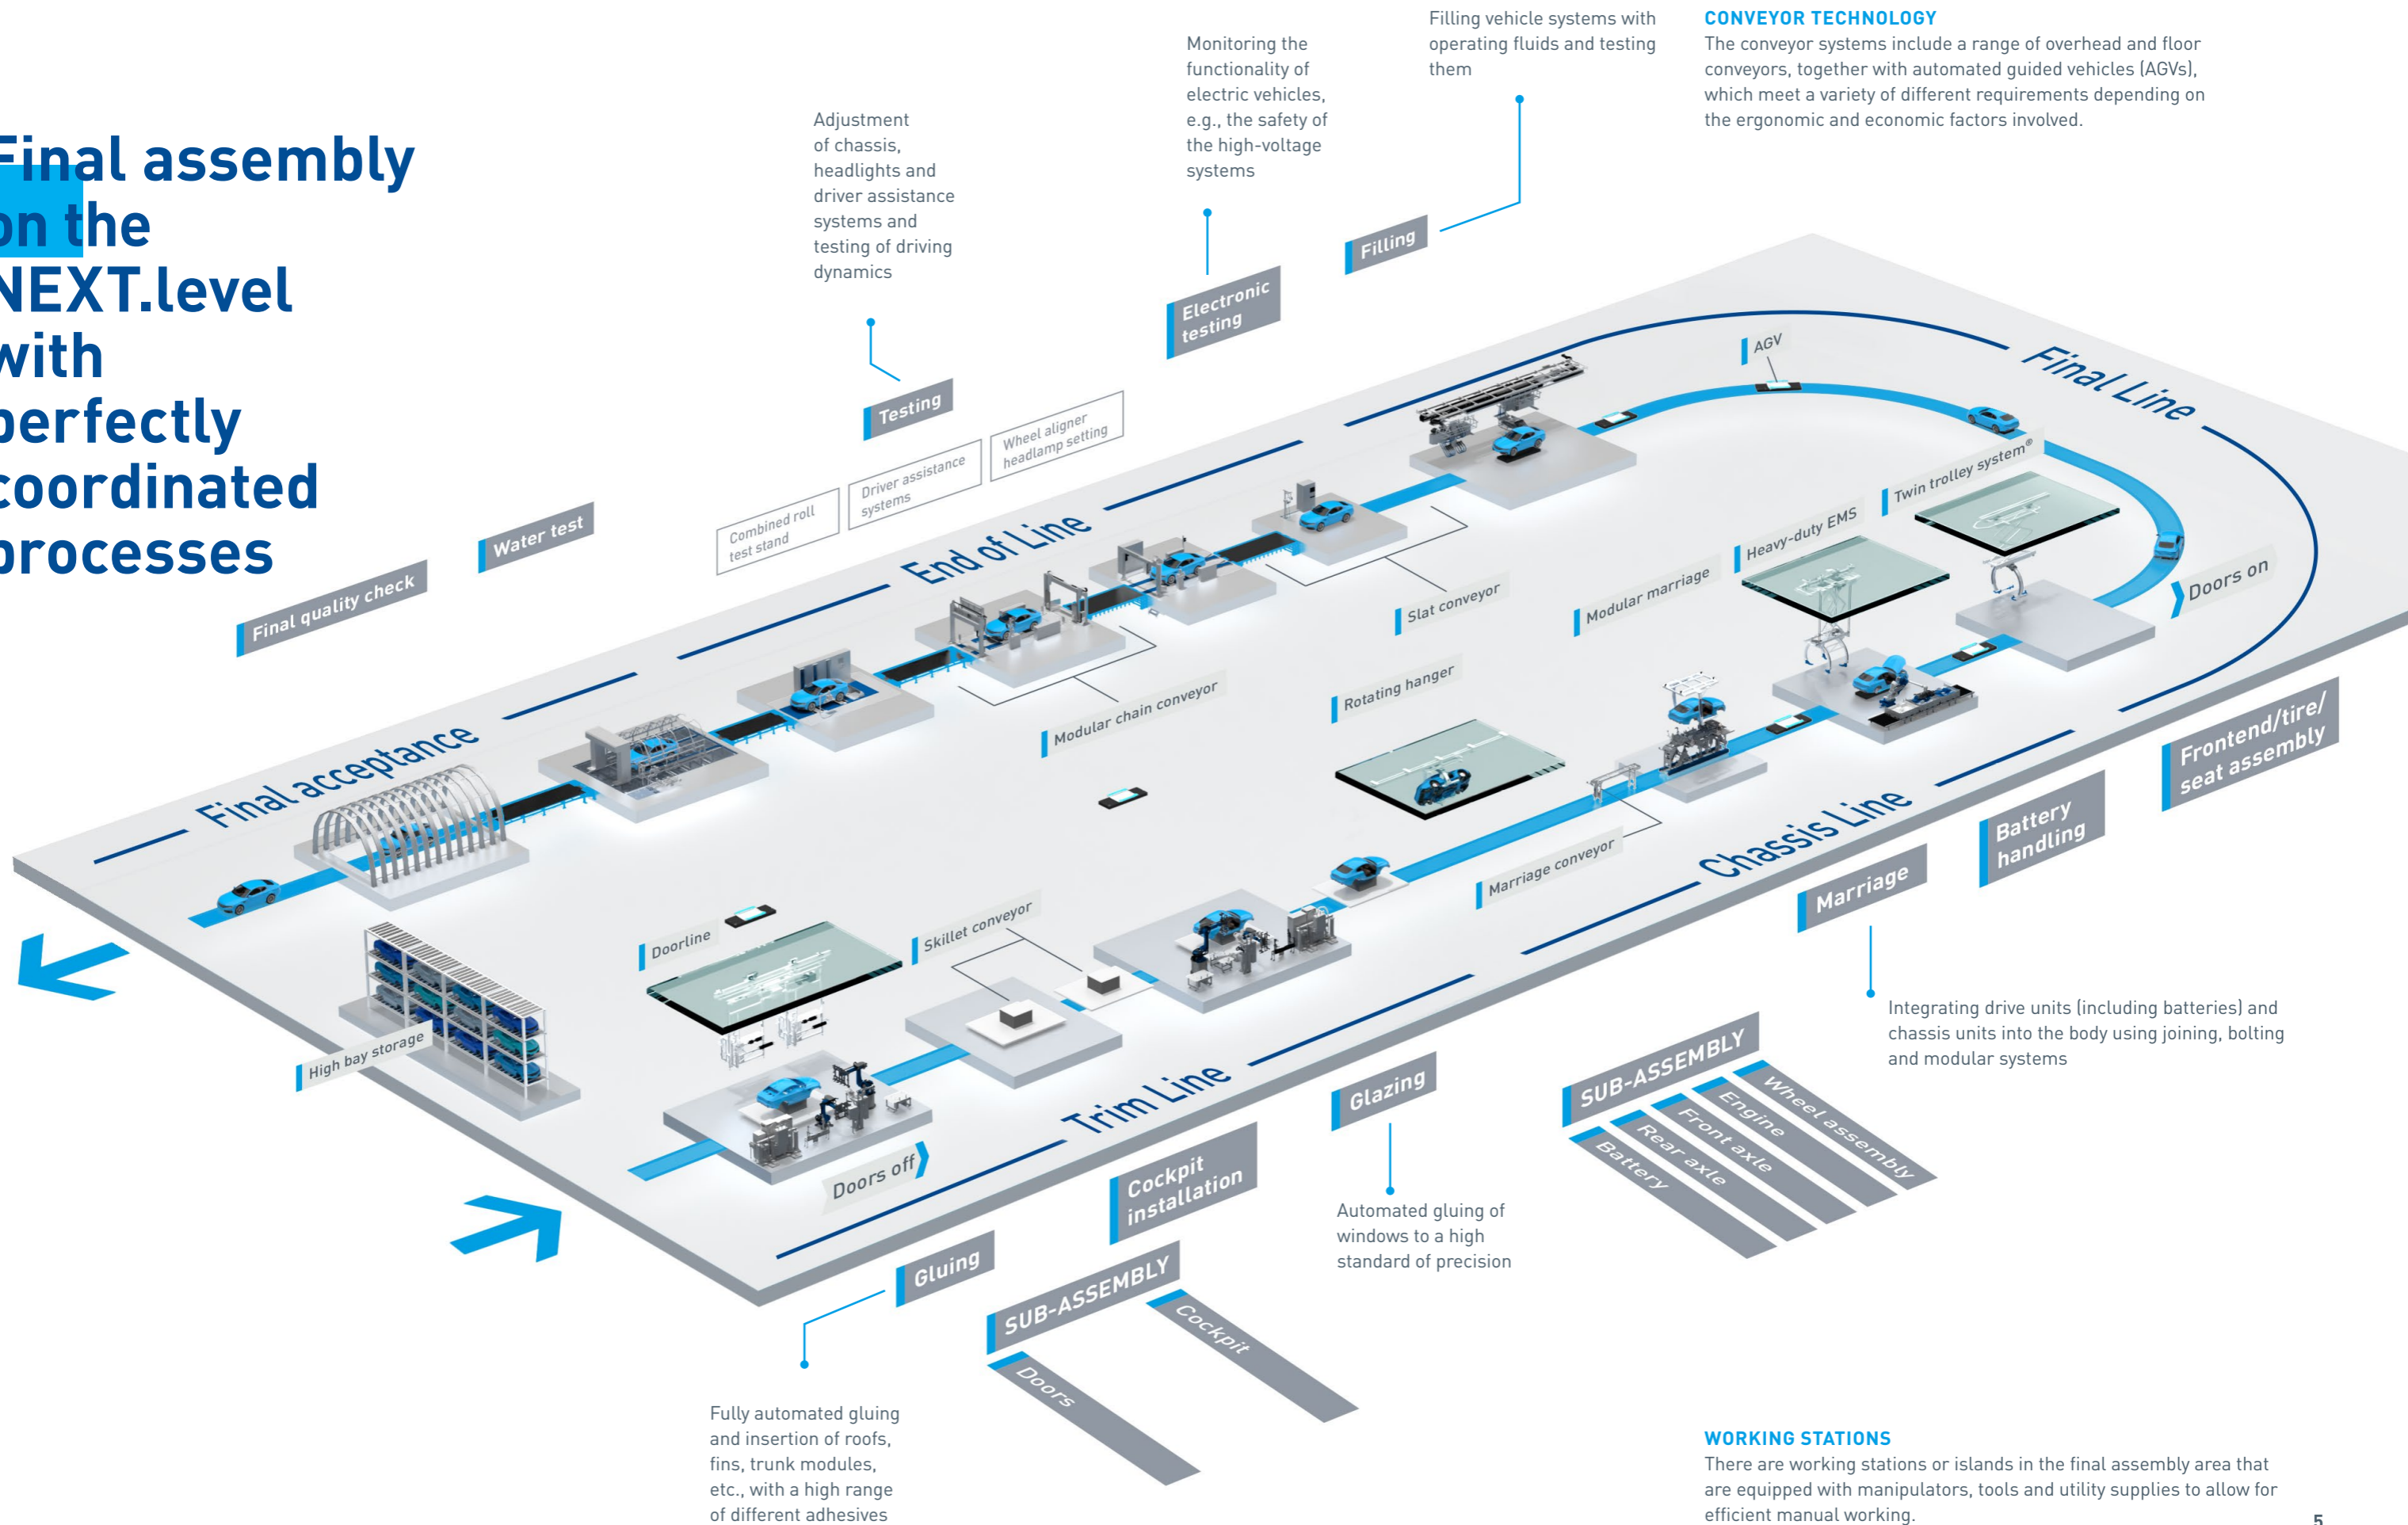 Final assembly
on the
NEXT.level
with
perfectly
coordinated
processes
Adjustment
of chassis,
headlights and
driver assistance
systems and
testing of driving
dynamics
Monitoring the
functionality of
electric vehicles,
e.g., the safety of
the high-voltage
systems
Filling vehicle systems with
operating fluids and testing
them
CONVEYOR TECHNOLOGY
The conveyor systems include a range of overhead and floor
conveyors, together with automated guided vehicles (AGVs),
which meet a variety of different requirements depending on
the ergonomic and economic factors involved.
Filling
Electronic
testing
Testing
Wheel aligner
headlamp setting
Driver assistance
systems
Combined roll
test stand
Water test
Final quality check
AGV
Final Line
Twin trolley system®
Heavy-duty EMS
Modular marriage
Doors on
End of Line
Slat conveyor
Modular chain conveyor
Rotating hanger
Final acceptance
Frontend/tire/
seat assembly
Battery
handling
Chassis Line
Marriage conveyor
Marriage
Doorline
Skillet conveyor
High bay storage
Integrating drive units (including batteries) and
chassis units into the body using joining, bolting
and modular systems
SUB-ASSEMBLY
Wheel assembly
Engine
Front axle
Rear axle
Battery
Trim Line
Glazing
Doors off
Cockpit
installation
Automated gluing of
windows to a high
standard of precision
Gluing
SUB-ASSEMBLY
Cockpit
Doors
Fully automated gluing
and insertion of roofs,
fins, trunk modules,
etc., with a high range
of different adhesives
WORKING STATIONS
There are working stations or islands in the final assembly area that
are equipped with manipulators, tools and utility supplies to allow for
efficient manual working.
5